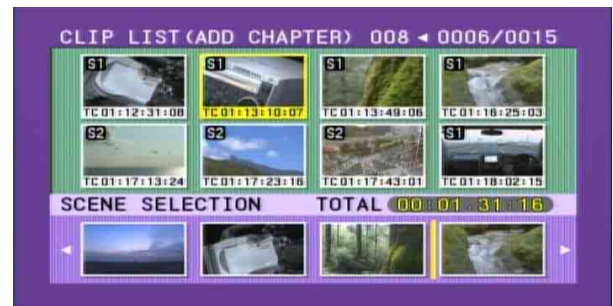 CLIP LIST(ADD CHAPTER) 008 ◄ 0006/0015
S1 S1 S1 S1
TC 01:12:31:08 TC 01:13:10:07 TC 01:13:49:06 TC 01:16:25:03
S2 S2 S2 S1
TC 01:17:13:24 TC 01:17:23:16 TC 01:17:43:01 TC 01:18:02:15
SCENE SELECTION TOTAL 00:01:31:16